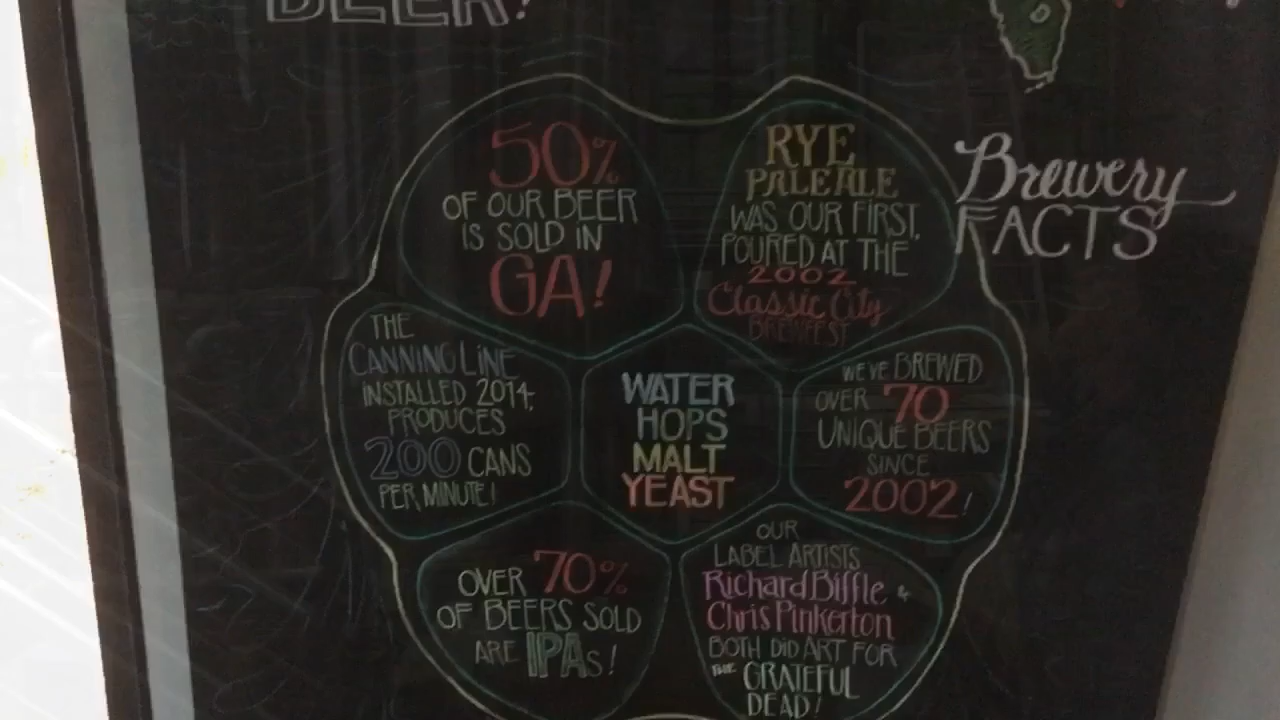 BEER!
Brewery
FACTS
50%
OF OUR BEER
IS SOLD IN
GA!
RYE
PALE ALE
WAS OUR FIRST,
POURED AT THE
2002
Classic City
BREWFEST
THE
CANNING LINE
INSTALLED 2014,
PRODUCES
200 CANS
PER MINUTE!
WATER
HOPS
MALT
YEAST
WE'VE BREWED
OVER 70
UNIQUE BEERS
SINCE
2002!
OVER 70%
OF BEERS SOLD
ARE IPAs!
OUR
LABEL ARTISTS
Richard Biffle &
Chris Pinkerton
BOTH DID ART FOR
THE GRATEFUL
DEAD!